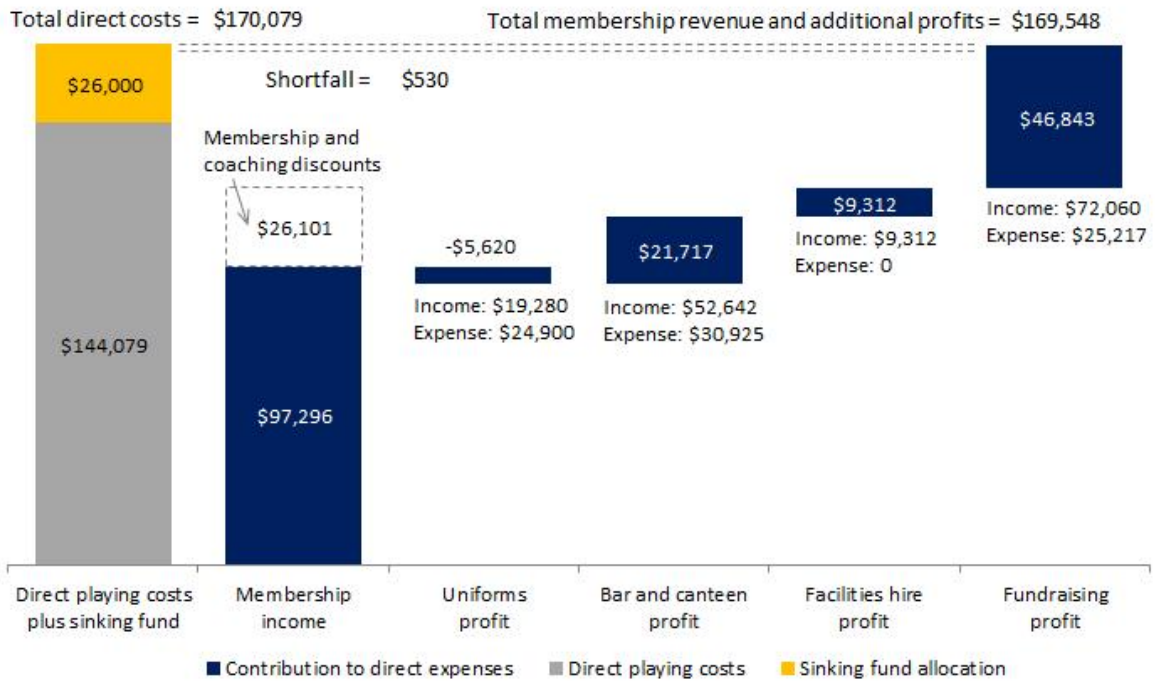 Total direct costs = $170,079
Total membership revenue and additional profits = $169,548
$26,000
Shortfall = $530
$46,843
Membership and
coaching discounts
$26,101
$9,312
Income: $72,060
Expense: $25,217
-$5,620
$21,717
Income: $9,312
Expense: 0
Income: $19,280
Expense: $24,900
Income: $52,642
Expense: $30,925
$144,079
$97,296
Direct playing costs
plus sinking fund
Membership
income
Uniforms
profit
Bar and canteen
profit
Facilities hire
profit
Fundraising
profit
Contribution to direct expenses
Direct playing costs
Sinking fund allocation